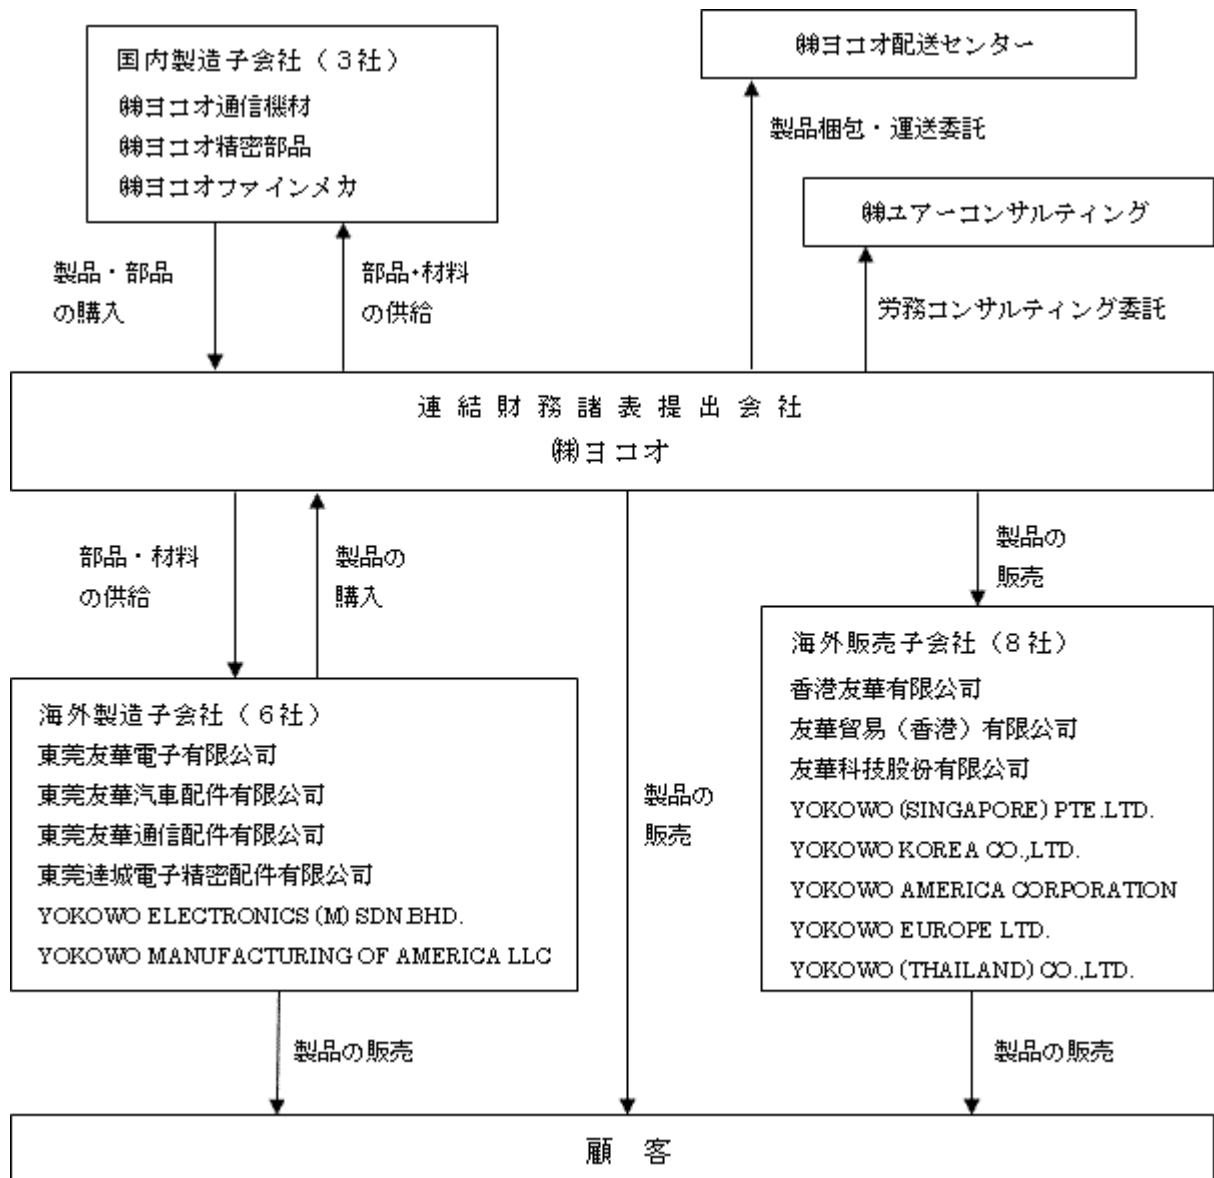 国内製造子会社（３社）
㈱ヨコオ通信機材
㈱ヨコオ精密部品
㈱ヨコオファインメカ
㈱ヨコオ配送センター
製品梱包・運送委託
㈱ユアーコンサルティング
労務コンサルティング委託
製品・部品
の購入
部品・材料
の供給
連結財務諸表提出会社
㈱ヨコオ
部品・材料
の供給
製品の
購入
製品の
販売
海外製造子会社（６社）
東莞友華電子有限公司
東莞友華汽車配件有限公司
東莞友華通信配件有限公司
東莞達城電子精密配件有限公司
YOKOWO ELECTRONICS (M) SDN.BHD.
YOKOWO MANUFACTURING OF AMERICA LLC
製品の
販売
海外販売子会社（８社）
香港友華有限公司
友華貿易（香港）有限公司
友華科技股份有限公司
YOKOWO (SINGAPORE) PTE.LTD.
YOKOWO KOREA CO.,LTD.
YOKOWO AMERICA CORPORATION
YOKOWO EUROPE LTD.
YOKOWO (THAILAND) CO.,LTD.
製品の販売
製品の販売
顧客